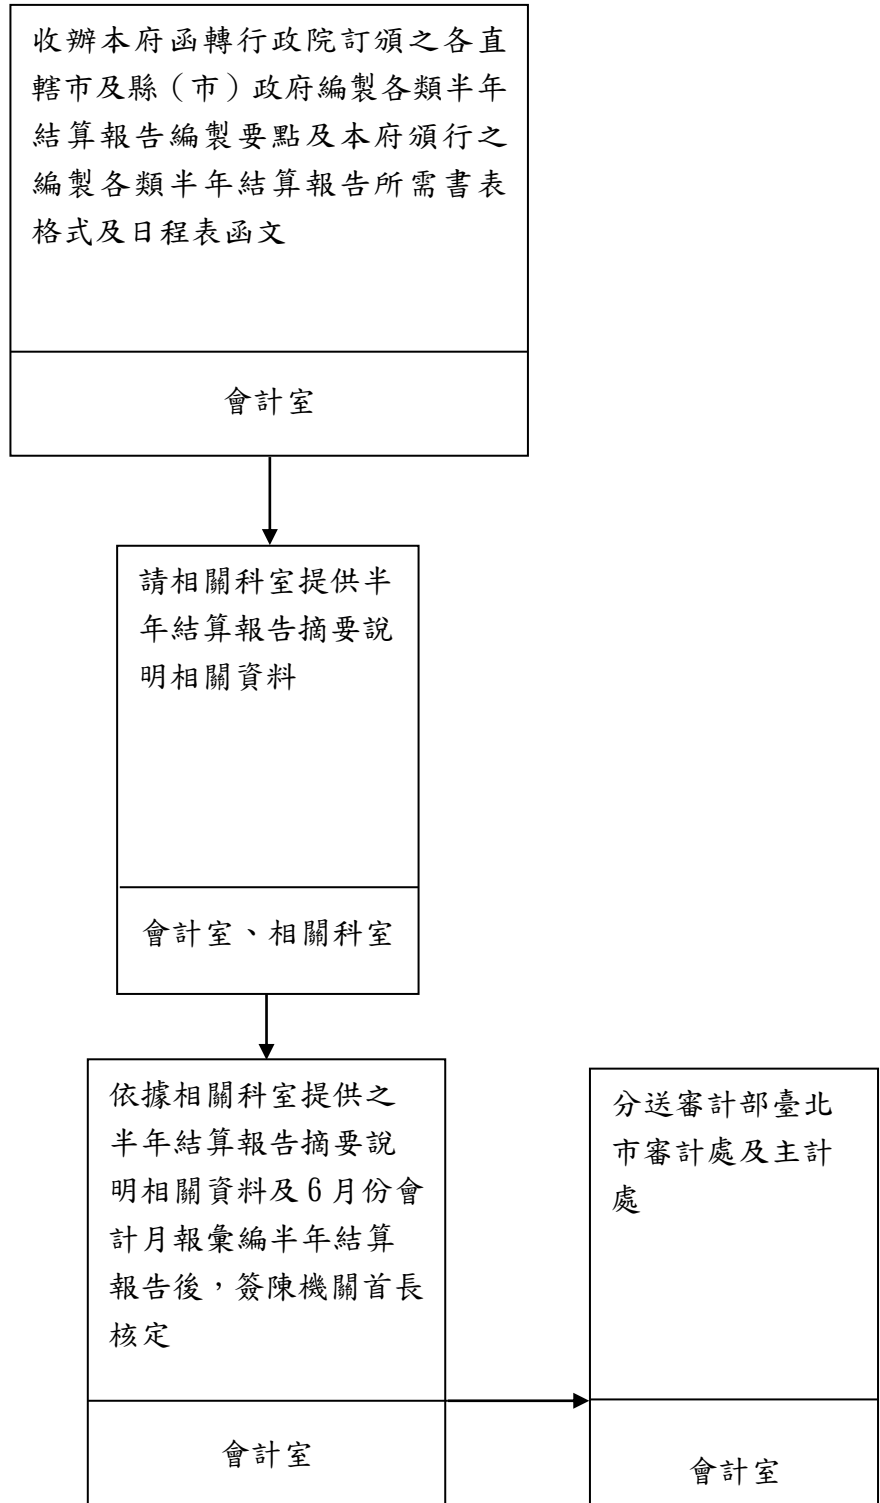 收辦本府函轉行政院訂頒之各直
轄市及縣（市）政府編製各類半年
結算報告編製要點及本府頒行之
編製各類半年結算報告所需書表
格式及日程表函文
會計室
請相關科室提供半
年結算報告摘要說
明相關資料
會計室、相關科室
依據相關科室提供之
半年結算報告摘要說
明相關資料及6月份會
計月報彙編半年結算
報告後，簽陳機關首長
核定
會計室
分送審計部臺北
市審計處及主計
處
會計室